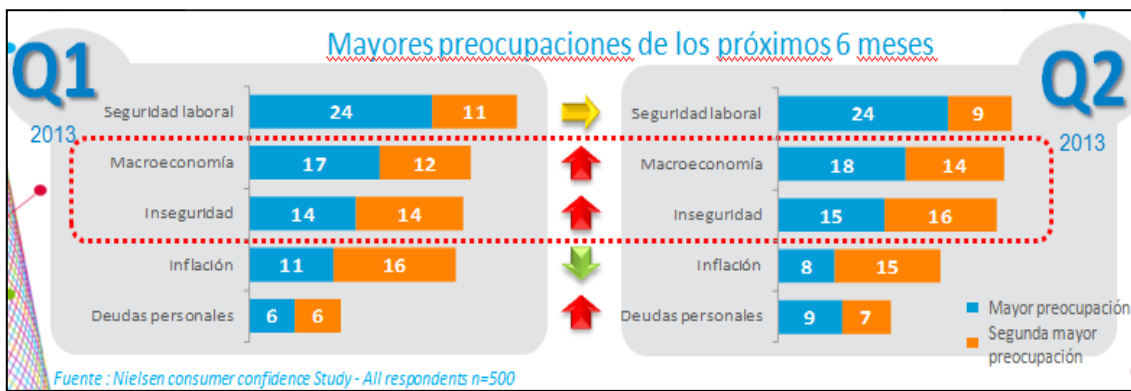 Mayores preocupaciones de los próximos 6 meses
Q1
2013
Seguridad laboral 24 11
Macroeconomía 17 12
Inseguridad 14 14
Inflación 11 16
Deudas personales 6 6
Q2
2013
Seguridad laboral 24 9
Macroeconomía 18 14
Inseguridad 15 16
Inflación 8 15
Deudas personales 9 7
Mayor preocupación
Segunda mayor
preocupación
Fuente : Nielsen consumer confidence Study - All respondents n=500